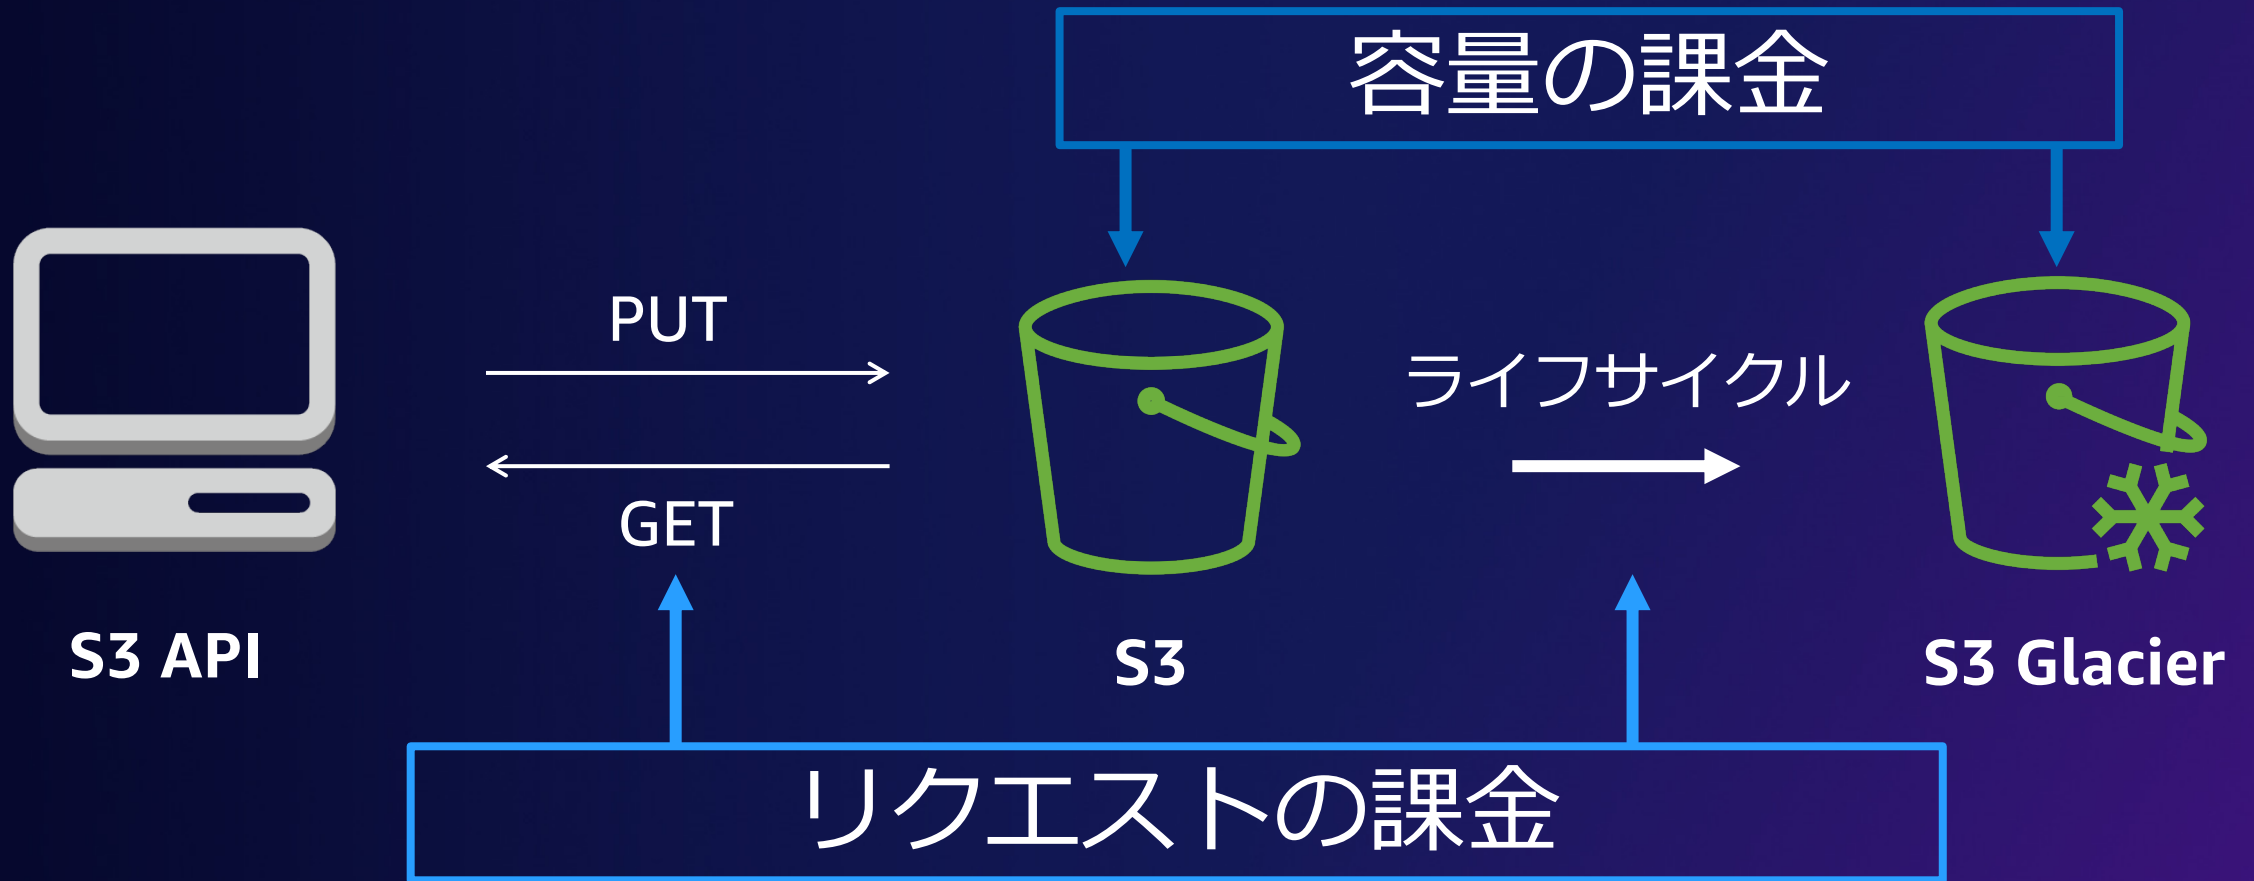 容量の課金
PUT
ライフサイクル
GET
S3 API
S3
S3 Glacier
リクエストの課金